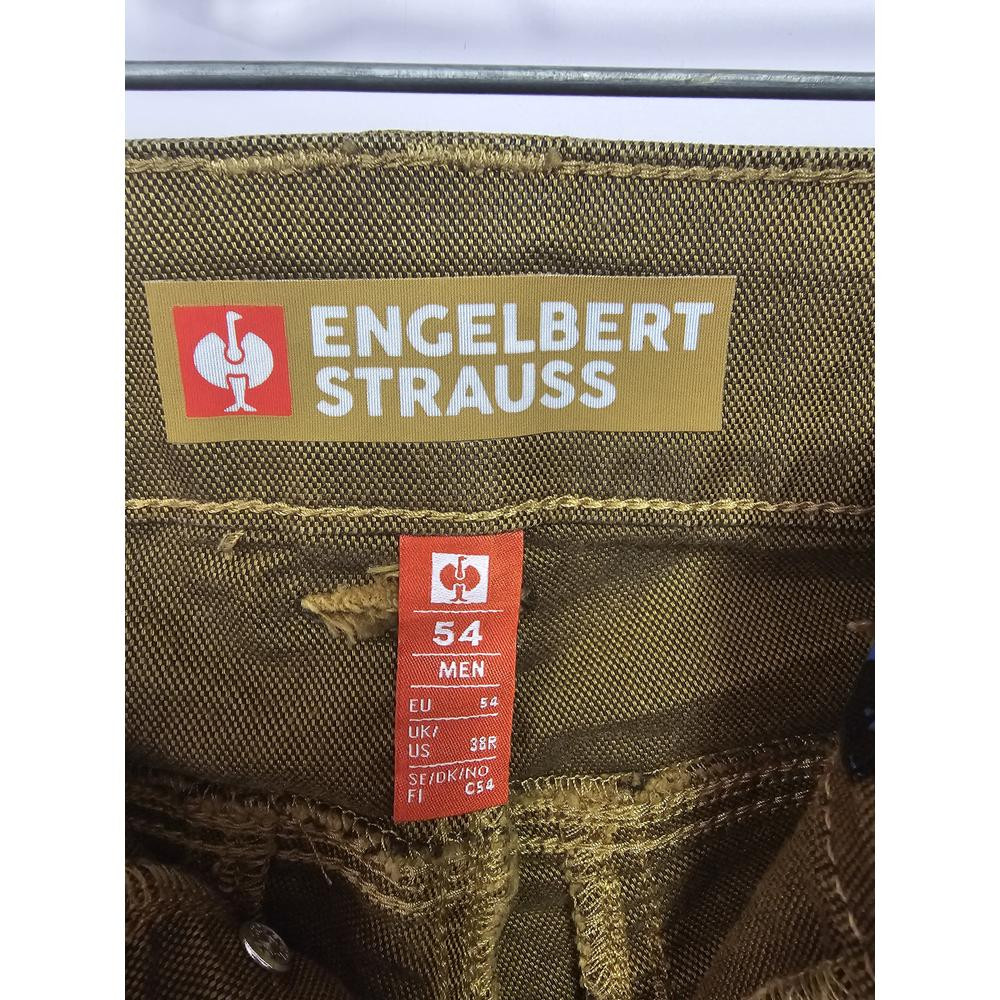 ENGELBERT
STRAUSS
54
MEN
EU 54
UK/
US 38R
SE/DK/NO
FI C54